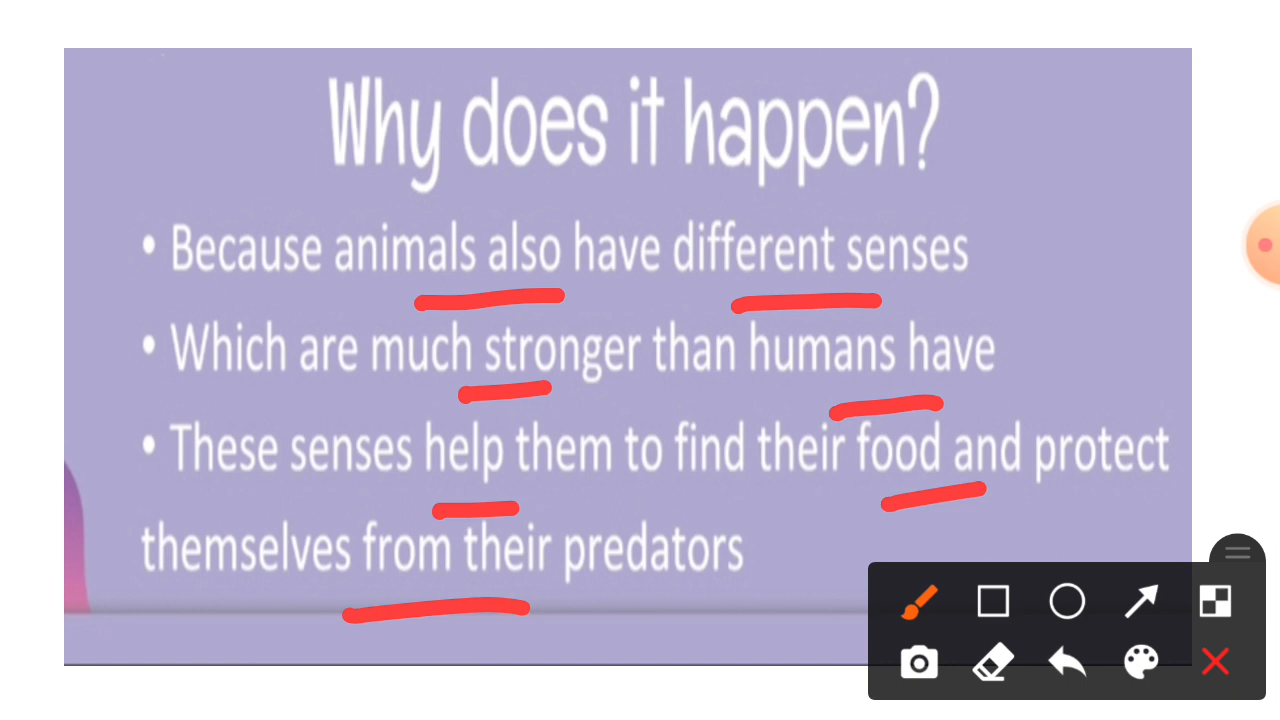 Why does it happen?
• Because animals also have different senses
• Which are much stronger than humans have
• These senses help them to find their food and protect
themselves from their predators